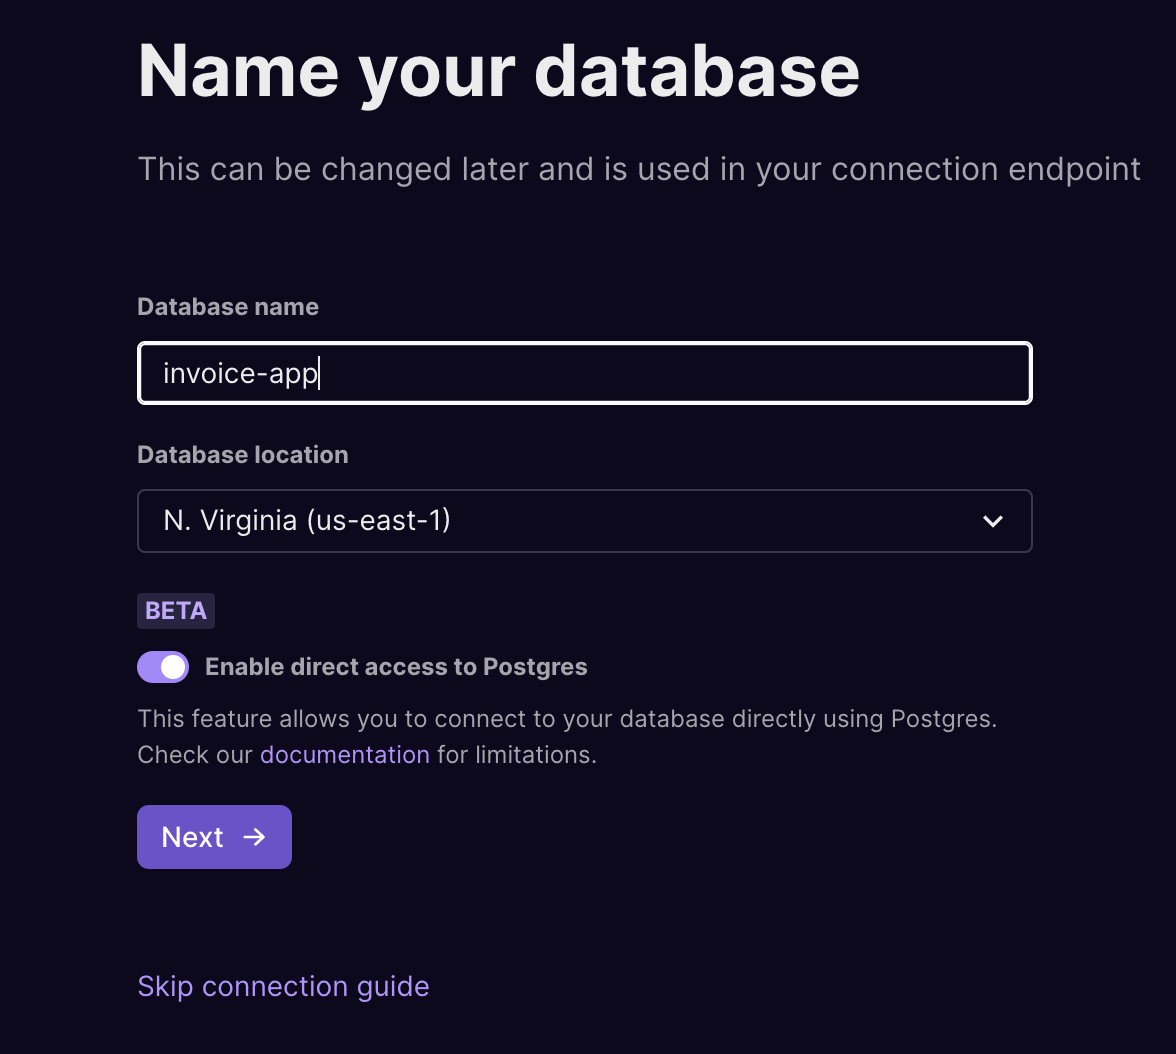 Name your database
This can be changed later and is used in your connection endpoint
Database name
invoice-app
Database location
N. Virginia (us-east-1)
BETA
Enable direct access to Postgres
This feature allows you to connect to your database directly using Postgres.
Check our documentation for limitations.
Next →
Skip connection guide